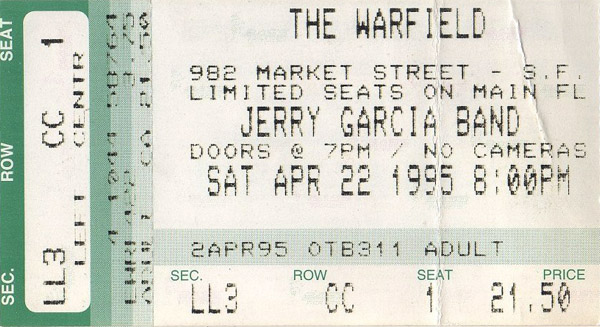 THE WARFIELD
982 MARKET STREET - S.F.
LIMITED SEATS ON MAIN FL
JERRY GARCIA BAND
DOORS @ 7PM / NO CAMERAS
SAT APR 22 1995 8:00PM
2APR95 OTB311 ADULT
SEC. ROW SEAT PRICE
LL3 CC 1 21.50
SEC. ROW SEAT
LL3 CC 1
LEFT CENTR